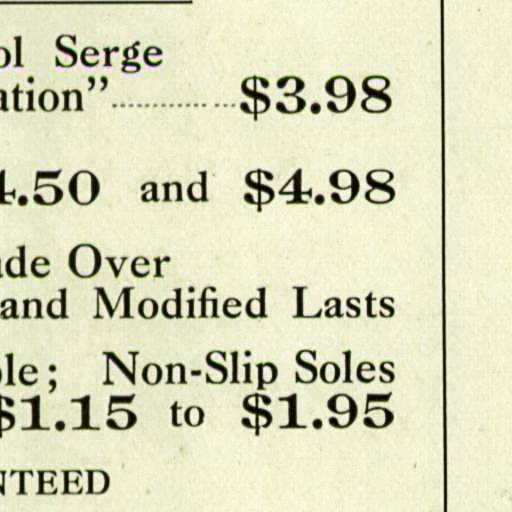 ol Serge
ation" ............ ... $3.98
4.50 and $4.98
de Over
and Modified Lasts
le; Non-Slip Soles
$1.15 to $1.95
NTEED